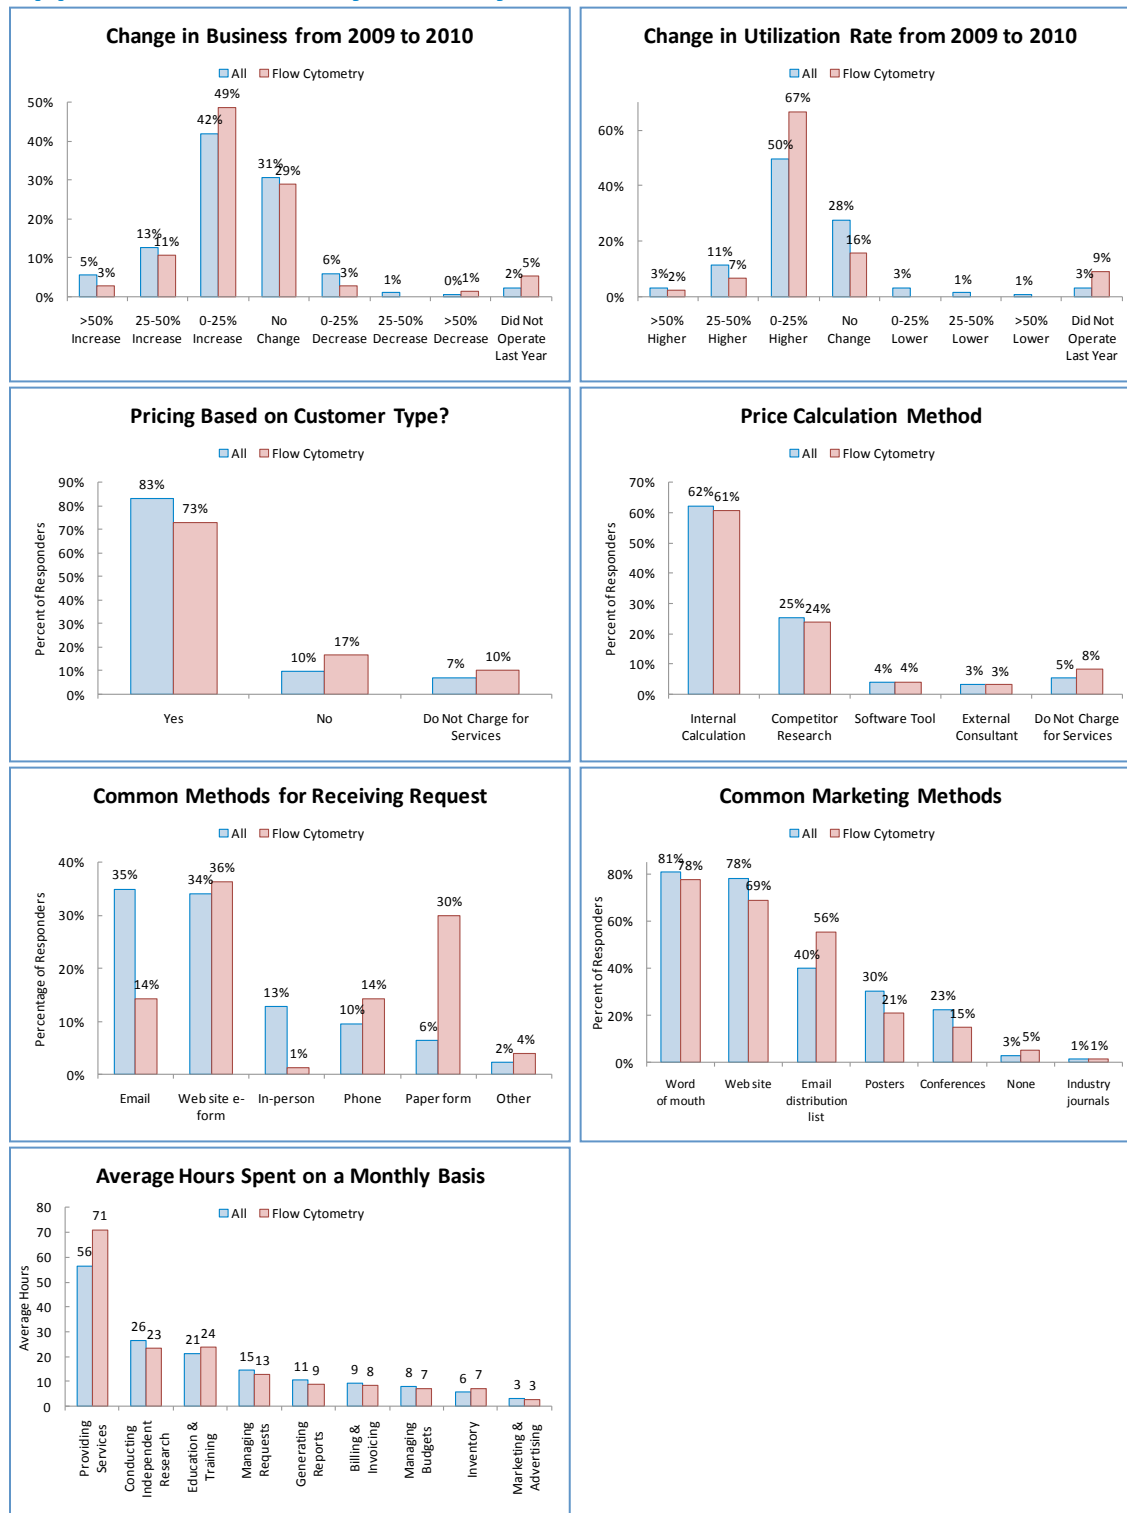 Change in Business from 2009 to 2010
All Flow Cytometry
50%
40%
30%
20%
10%
0%
5% 3% 13% 11% 42% 49% 31% 29% 6% 3% 1% 0% 1% 2% 5%
>50% 25-50% 0-25% No 0-25% 25-50% >50% Did Not
Increase Increase Increase Change Decrease Decrease Decrease Operate
Last Year
Change in Utilization Rate from 2009 to 2010
All Flow Cytometry
60%
40%
20%
0%
3% 2% 11% 7% 50% 67% 28% 16% 3% 1% 1% 3% 9%
>50% 25-50% 0-25% No 0-25% 25-50% >50% Did Not
Higher Higher Higher Change Lower Lower Lower Operate
Last Year
Pricing Based on Customer Type?
All Flow Cytometry
Percent of Responders
90%
80%
70%
60%
50%
40%
30%
20%
10%
0%
83% 73% 10% 17% 7% 10%
Yes No Do Not Charge for
Services
Price Calculation Method
All Flow Cytometry
Percent of Responders
70%
60%
50%
40%
30%
20%
10%
0%
62% 61% 25% 24% 4% 4% 3% 3% 5% 8%
Internal Competitor Software Tool External Do Not Charge
Calculation Research Consultant for Services
Common Methods for Receiving Request
All Flow Cytometry
Percentage of Responders
40%
30%
20%
10%
0%
35% 14% 34% 36% 13% 1% 10% 14% 6% 30% 2% 4%
Email Web site e- In-person Phone Paper form Other
form
Common Marketing Methods
All Flow Cytometry
Percent of Responders
80%
60%
40%
20%
0%
81% 78% 78% 69% 40% 56% 30% 21% 23% 15% 3% 5% 1% 1%
Word Web site Email Posters Conferences None Industry
of mouth distribution journals
list
Average Hours Spent on a Monthly Basis
All Flow Cytometry
Average Hours
80
70
60
50
40
30
20
10
0
56 71 26 23 21 24 15 13 11 9 9 8 8 7 6 7 3 3
Providing
Services
Conducting
Independent
Research
Education &
Training
Managing
Requests
Generating
Reports
Billing &
Invoicing
Managing
Budgets
Inventory
Marketing &
Advertising